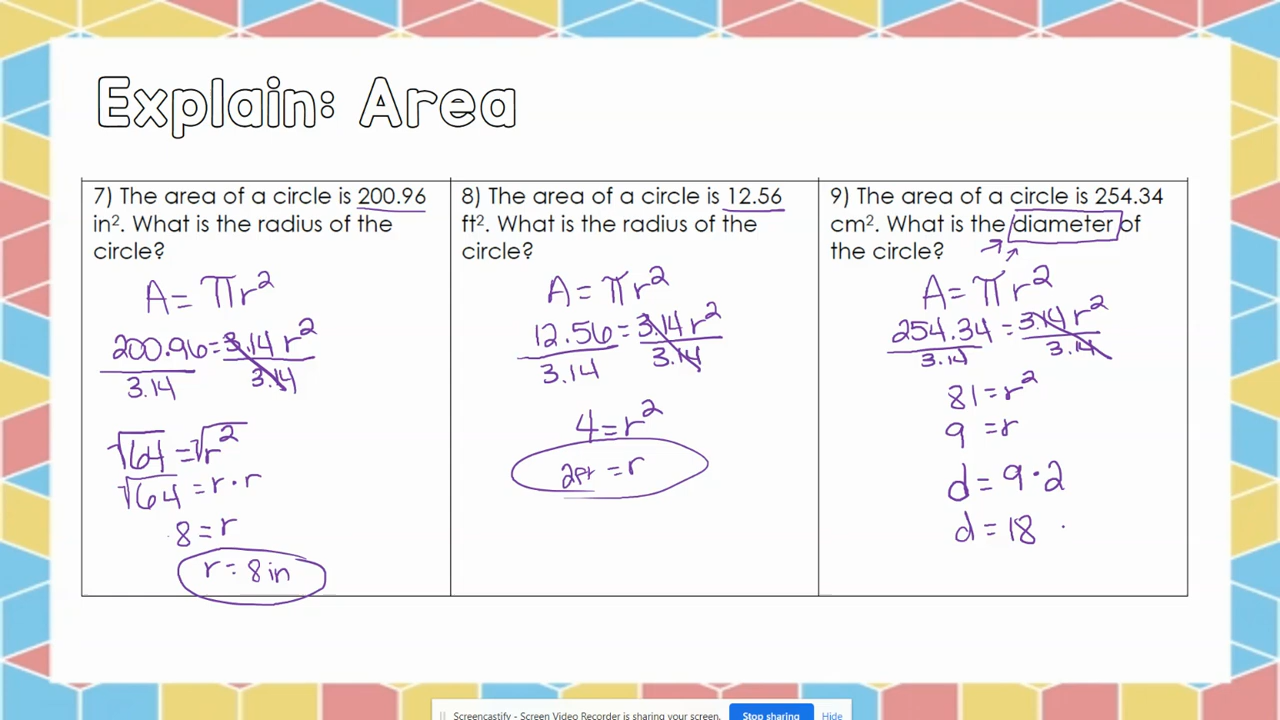 Explain: Area
7) The area of a circle is 200.96
in². What is the radius of the
circle?
A = πr²
200.96 = 3.14 r²
3.14 3.14
√64 = √r²
√64 = r · r
8 = r
r = 8 in
8) The area of a circle is 12.56
ft². What is the radius of the
circle?
A = πr²
12.56 = 3.14 r²
3.14 3.14
4 = r²
2ft = r
9) The area of a circle is 254.34
cm². What is the diameter of
the circle?
A = πr²
254.34 = 3.14 r²
3.14 3.14
81 = r²
9 = r
d = 9 · 2
d = 18
Screencastify - Screen Video Recorder is sharing your screen.
Stop sharing
Hide